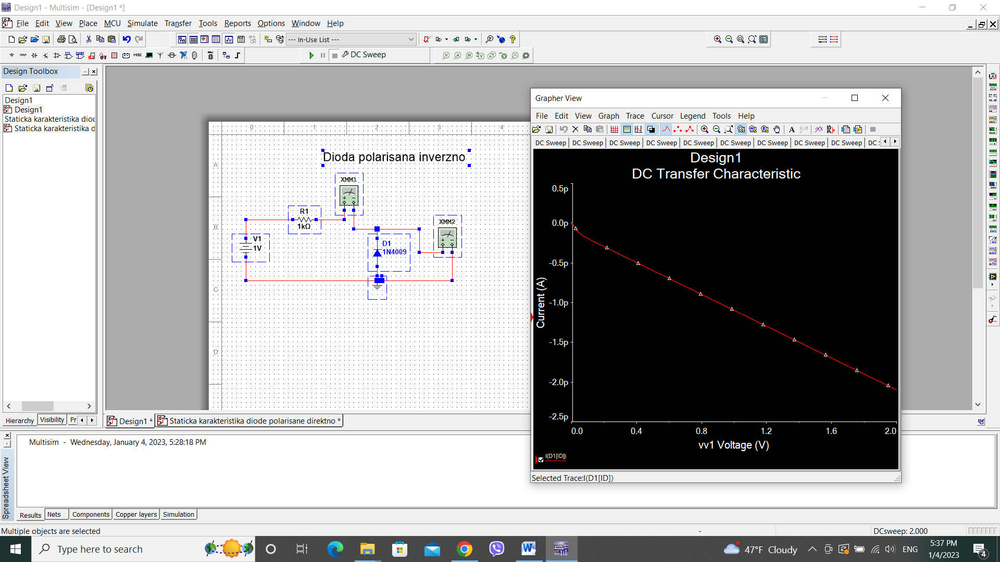 Design1 - Multisim - [Design1 *]
File Edit View Place MCU Simulate Transfer Tools Reports Options Window Help
--- In-Use List ---
MISC
DC Sweep
Design Toolbox
Design1
Design1
Staticka karakteristika dioc
Staticka karakteristika d
Hierarchy Visibility Pr
0 1 2 3 4
A
B
C
D
Dioda polarisana inverzno
XMM1
R1
1kΩ
V1
1V
D1
1N4009
XMM2
Design1 * Staticka karakteristika diode polarisane direktno *
Grapher View
File Edit View Graph Trace Cursor Legend Tools Help
DC Sweep DC Sweep DC Sweep DC Sweep DC Sweep DC Sweep DC Sweep DC Sweep DC Sweep DC
Design1
DC Transfer Characteristic
0.5p
0.0p
-0.5p
-1.0p
-1.5p
-2.0p
-2.5p
Current (A)
0.0 0.4 0.8 1.2 1.6 2.0
vv1 Voltage (V)
I(D1[ID])
Selected Trace:I(D1[ID])
Multisim - Wednesday, January 4, 2023, 5:28:18 PM
Spreadsheet View
Results Nets Components Copper layers Simulation
Multiple objects are selected
-
DCsweep: 2.000
Type here to search
47°F Cloudy
ENG
5:37 PM
1/4/2023
4